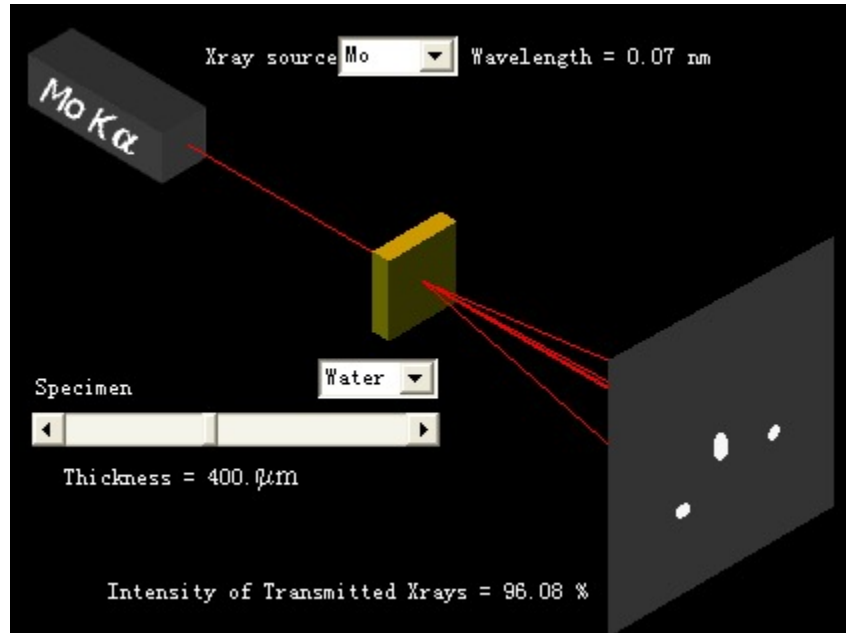 Xray source Mo Wavelength = 0.07 nm
Mo Kα
Water
Specimen
Thickness = 400.μm
Intensity of Transmitted Xrays = 96.08 %